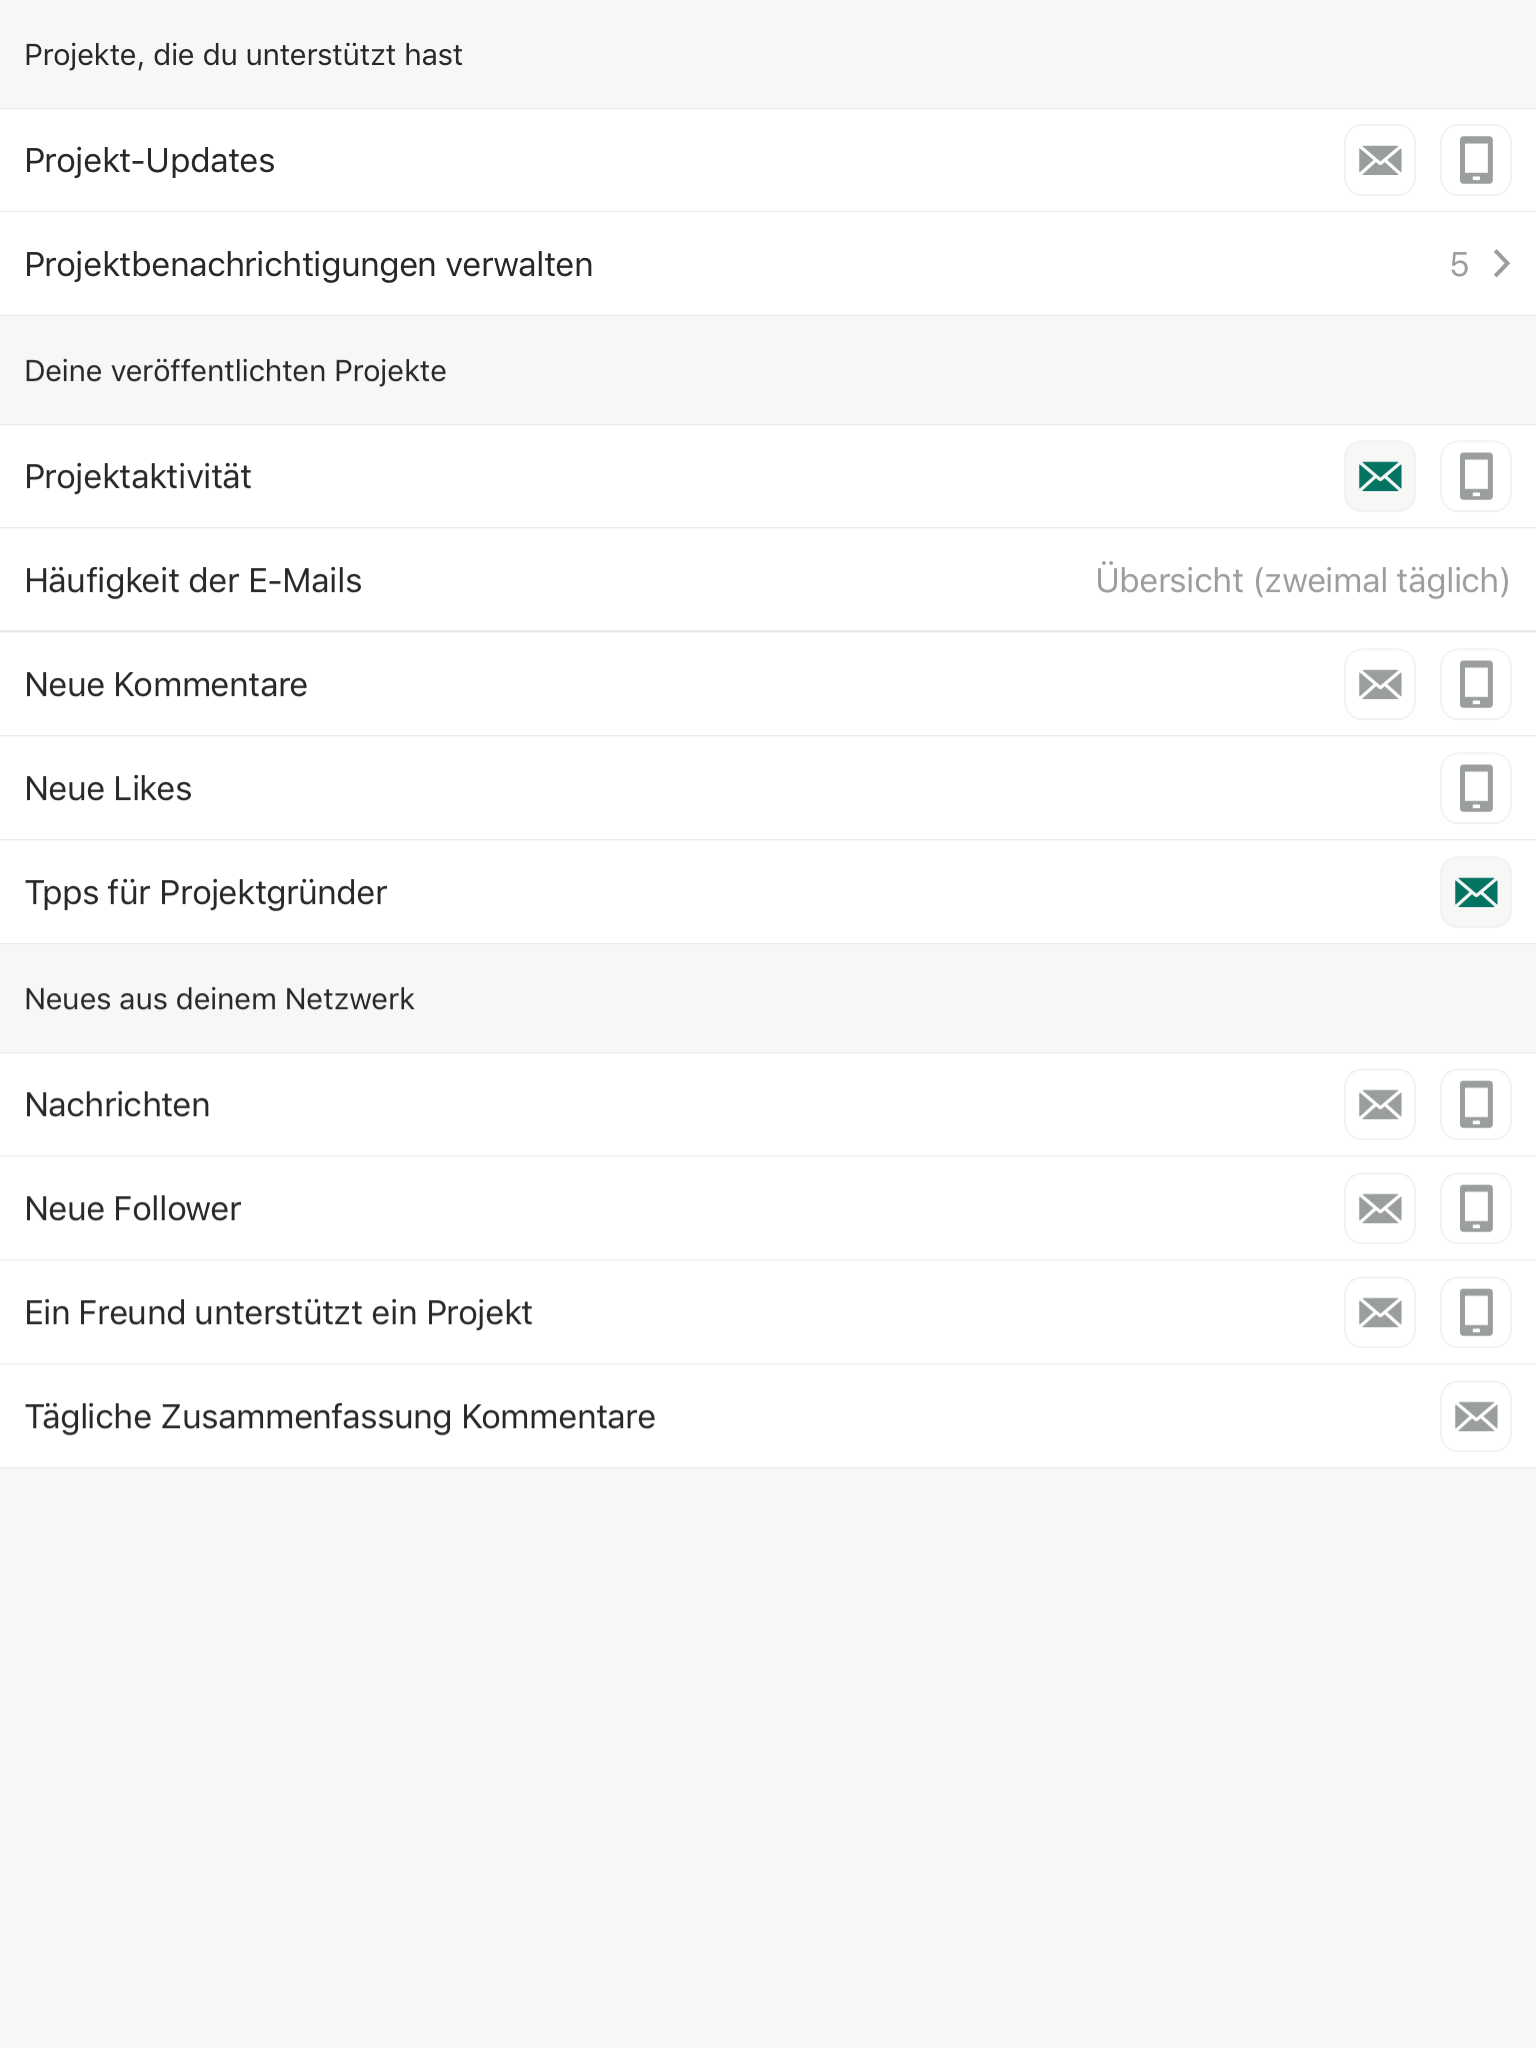 Projekte, die du unterstützt hast
Projekt-Updates
Projektbenachrichtigungen verwalten 5
Deine veröffentlichten Projekte
Projektaktivität
Häufigkeit der E-Mails Übersicht (zweimal täglich)
Neue Kommentare
Neue Likes
Tpps für Projektgründer
Neues aus deinem Netzwerk
Nachrichten
Neue Follower
Ein Freund unterstützt ein Projekt
Tägliche Zusammenfassung Kommentare